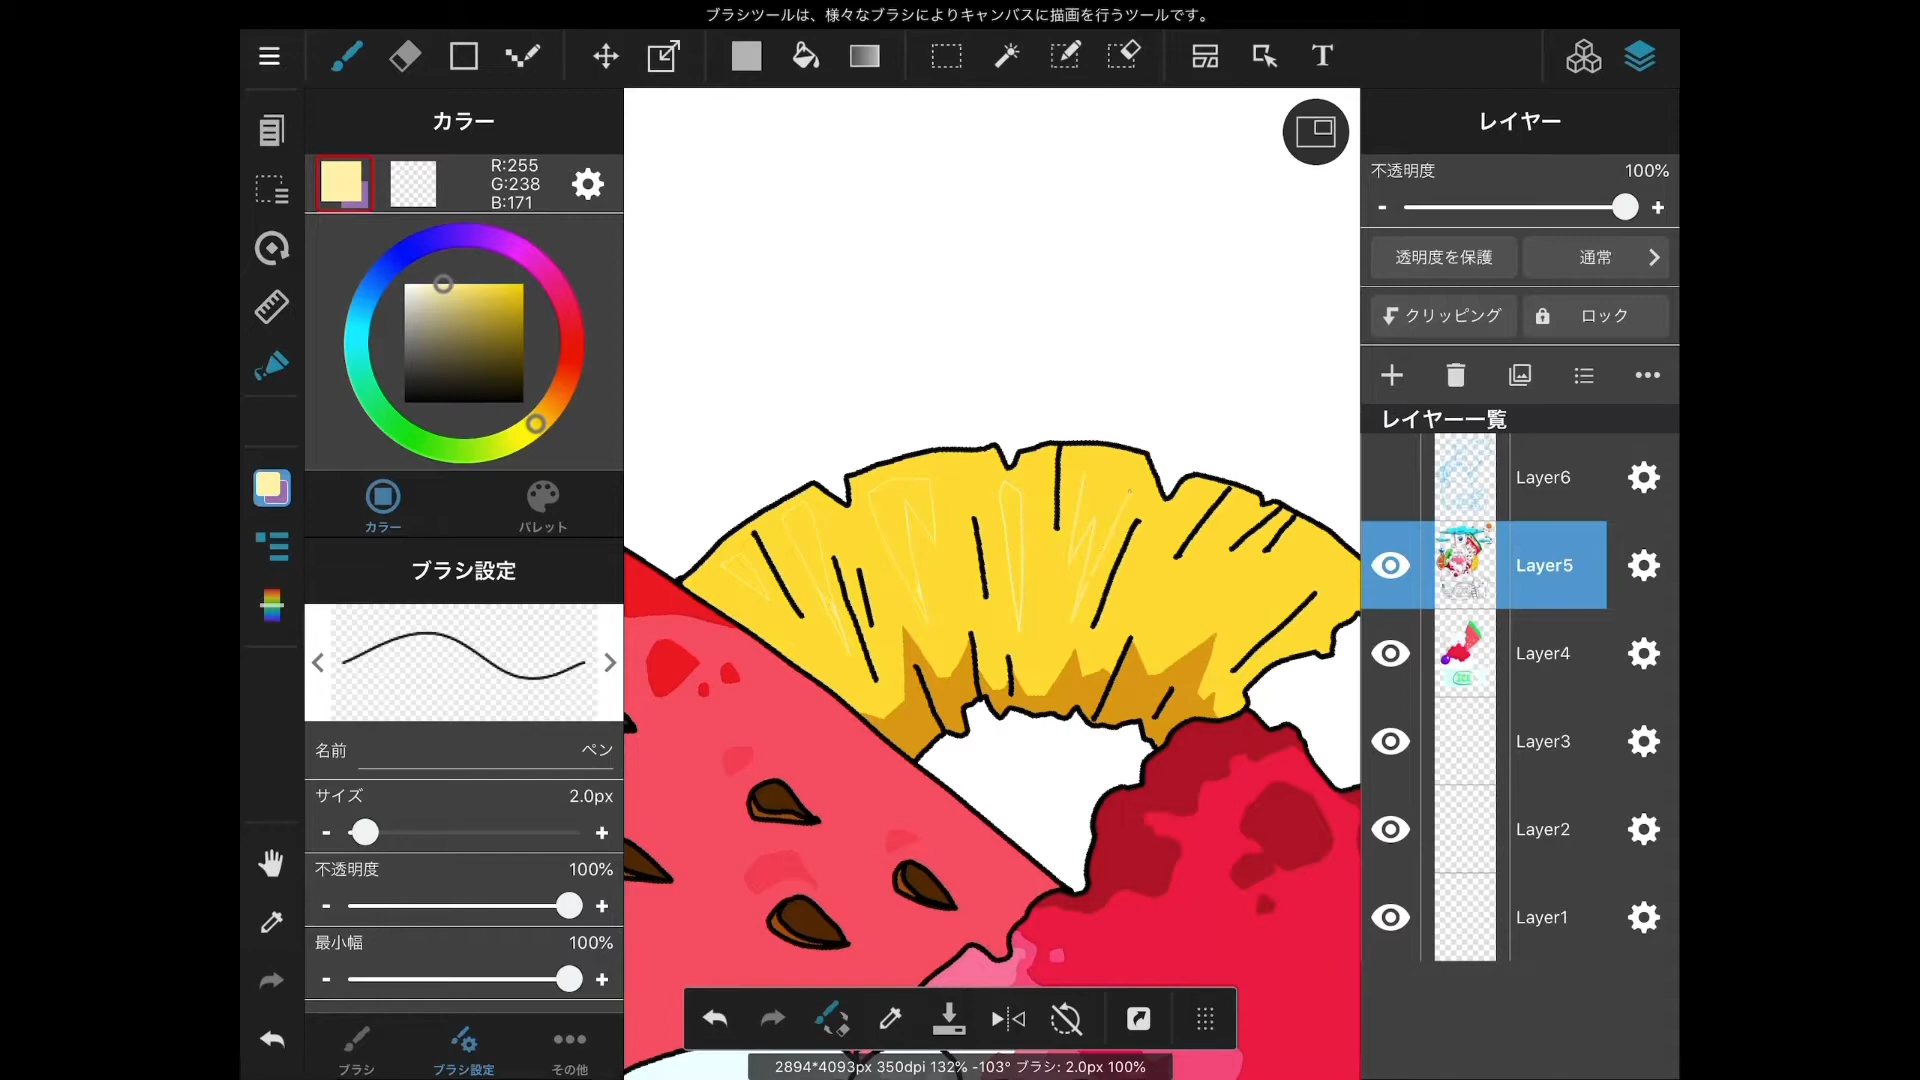 ブラシツールは、様々なブラシによりキャンバスに描画を行うツールです。
カラー
R:255
G:238
B:171
カラー
パレット
ブラシ設定
名前 ペン
サイズ 2.0px
- +
不透明度 100%
- +
最小幅 100%
- +
ブラシ
ブラシ設定
その他
T
2894*4093px 350dpi 132% -103° ブラシ: 2.0px 100%
レイヤー
不透明度 100%
- +
透明度を保護 通常
クリッピング ロック
レイヤー一覧
Layer6
Layer5
Layer4
Layer3
Layer2
Layer1